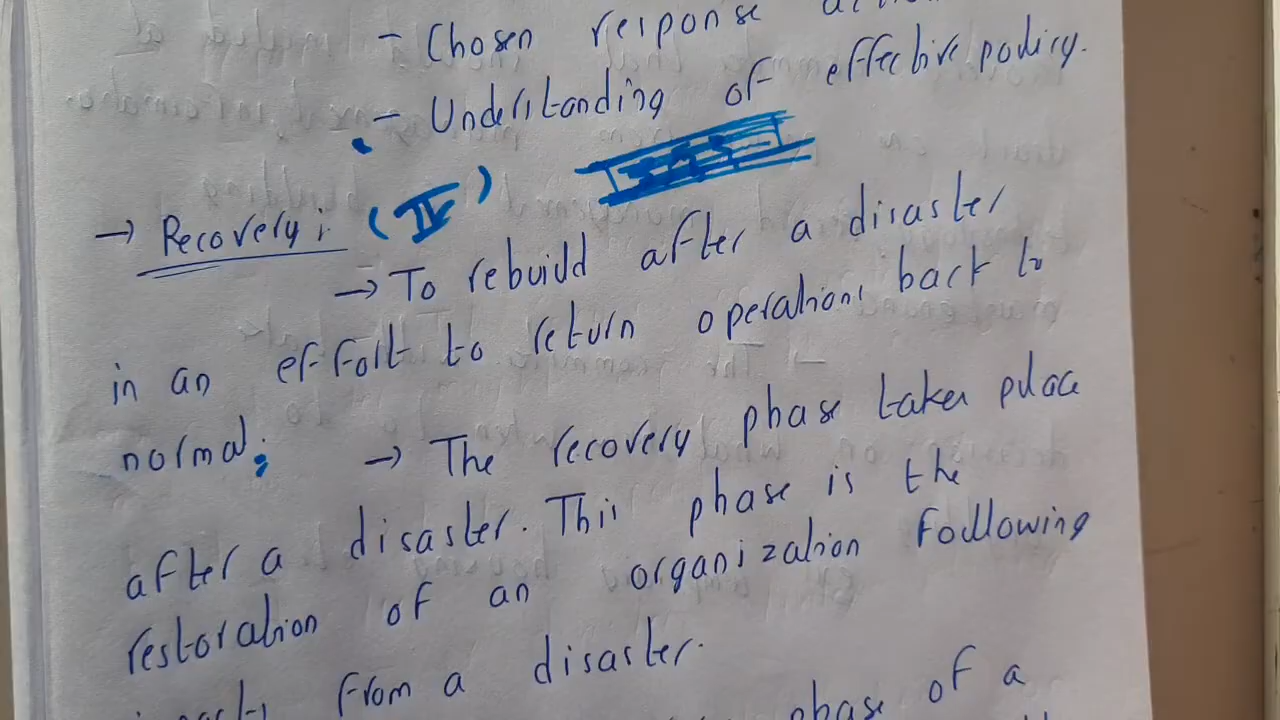 - Chosen response
- Understanding of effective policy.
→ Recovery: (IV)
→ To rebuild after a disaster
in an effort to return operations back to
normal;
→ The recovery phase takes place
after a disaster. This phase is the
restoration of an organization following
from a disaster.
phase of a